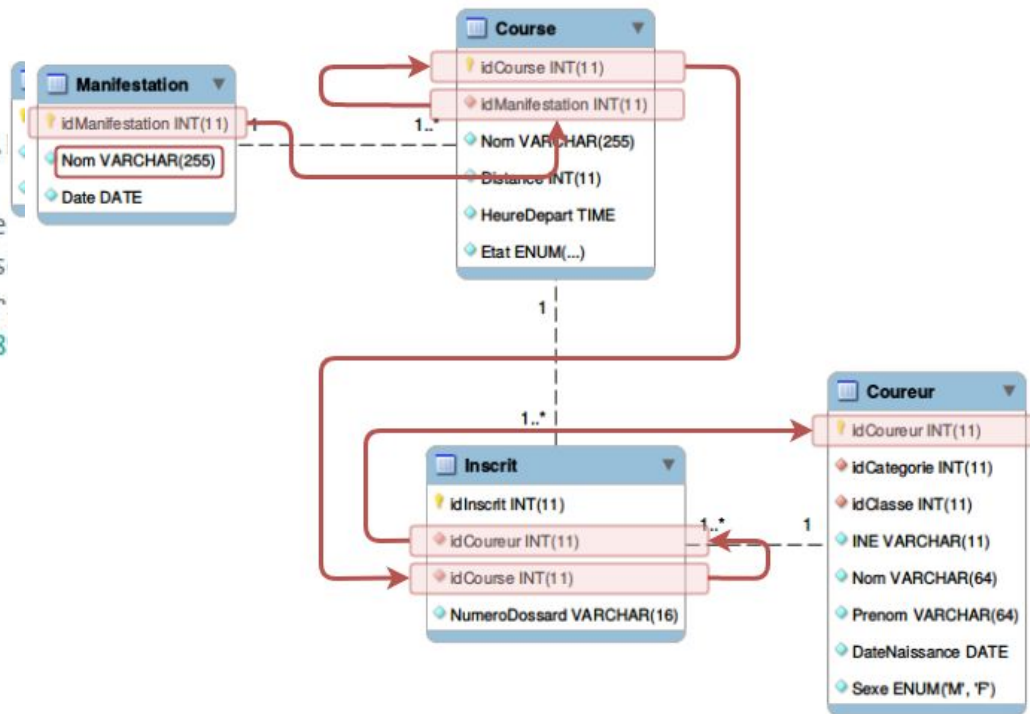 Manifestation
idManifestation INT(11)
Nom VARCHAR(255)
Date DATE
1
1..*
Course
idCourse INT(11)
idManifestation INT(11)
Nom VARCHAR(255)
Distance INT(11)
HeureDepart TIME
Etat ENUM(...)
1
1..*
Inscrit
idInscrit INT(11)
idCoureur INT(11)
idCourse INT(11)
NumeroDossard VARCHAR(16)
1..*
1
Coureur
idCoureur INT(11)
idCategorie INT(11)
idClasse INT(11)
INE VARCHAR(11)
Nom VARCHAR(64)
Prenom VARCHAR(64)
DateNaissance DATE
Sexe ENUM('M', 'F')